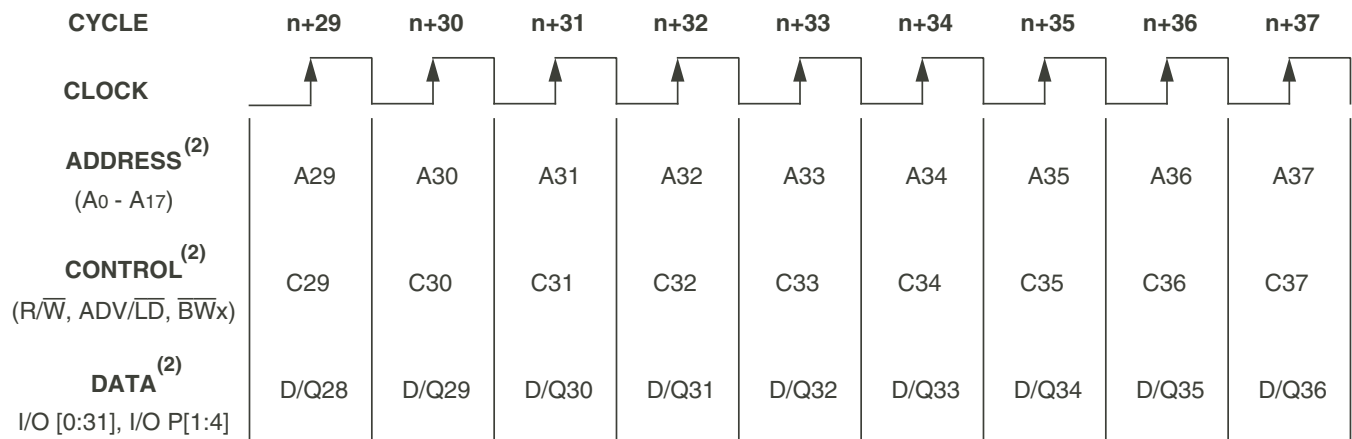 CYCLE n+29 n+30 n+31 n+32 n+33 n+34 n+35 n+36 n+37
CLOCK
ADDRESS(2)
(A0 - A17) A29 A30 A31 A32 A33 A34 A35 A36 A37
CONTROL(2)
(R/W̅, ADV/L̅D̅, B̅W̅x) C29 C30 C31 C32 C33 C34 C35 C36 C37
DATA(2)
I/O [0:31], I/O P[1:4] D/Q28 D/Q29 D/Q30 D/Q31 D/Q32 D/Q33 D/Q34 D/Q35 D/Q36